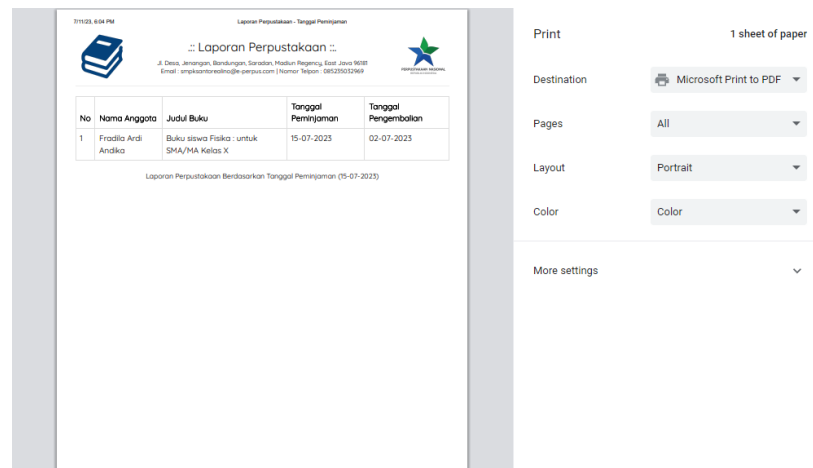 7/11/23, 6:04 PM Laporan Perpustakaan - Tanggal Peminjaman
.:: Laporan Perpustakaan ::.
Jl. Desa, Jenangan, Bandungan, Saradan, Madiun Regency, East Java 96181
Email : smpksantorealino@e-perpus.com | Nomor Telpon : 085235032969
PERPUSTAKAAN NASIONAL
No Nama Anggota Judul Buku Tanggal Peminjaman Tanggal Pengembalian
1 Fradila Ardi Andika Buku siswa Fisika : untuk SMA/MA Kelas X 15-07-2023 02-07-2023
Laporan Perpustakaan Berdasarkan Tanggal Peminjaman (15-07-2023)
Print 1 sheet of paper
Destination Microsoft Print to PDF
Pages All
Layout Portrait
Color Color
More settings